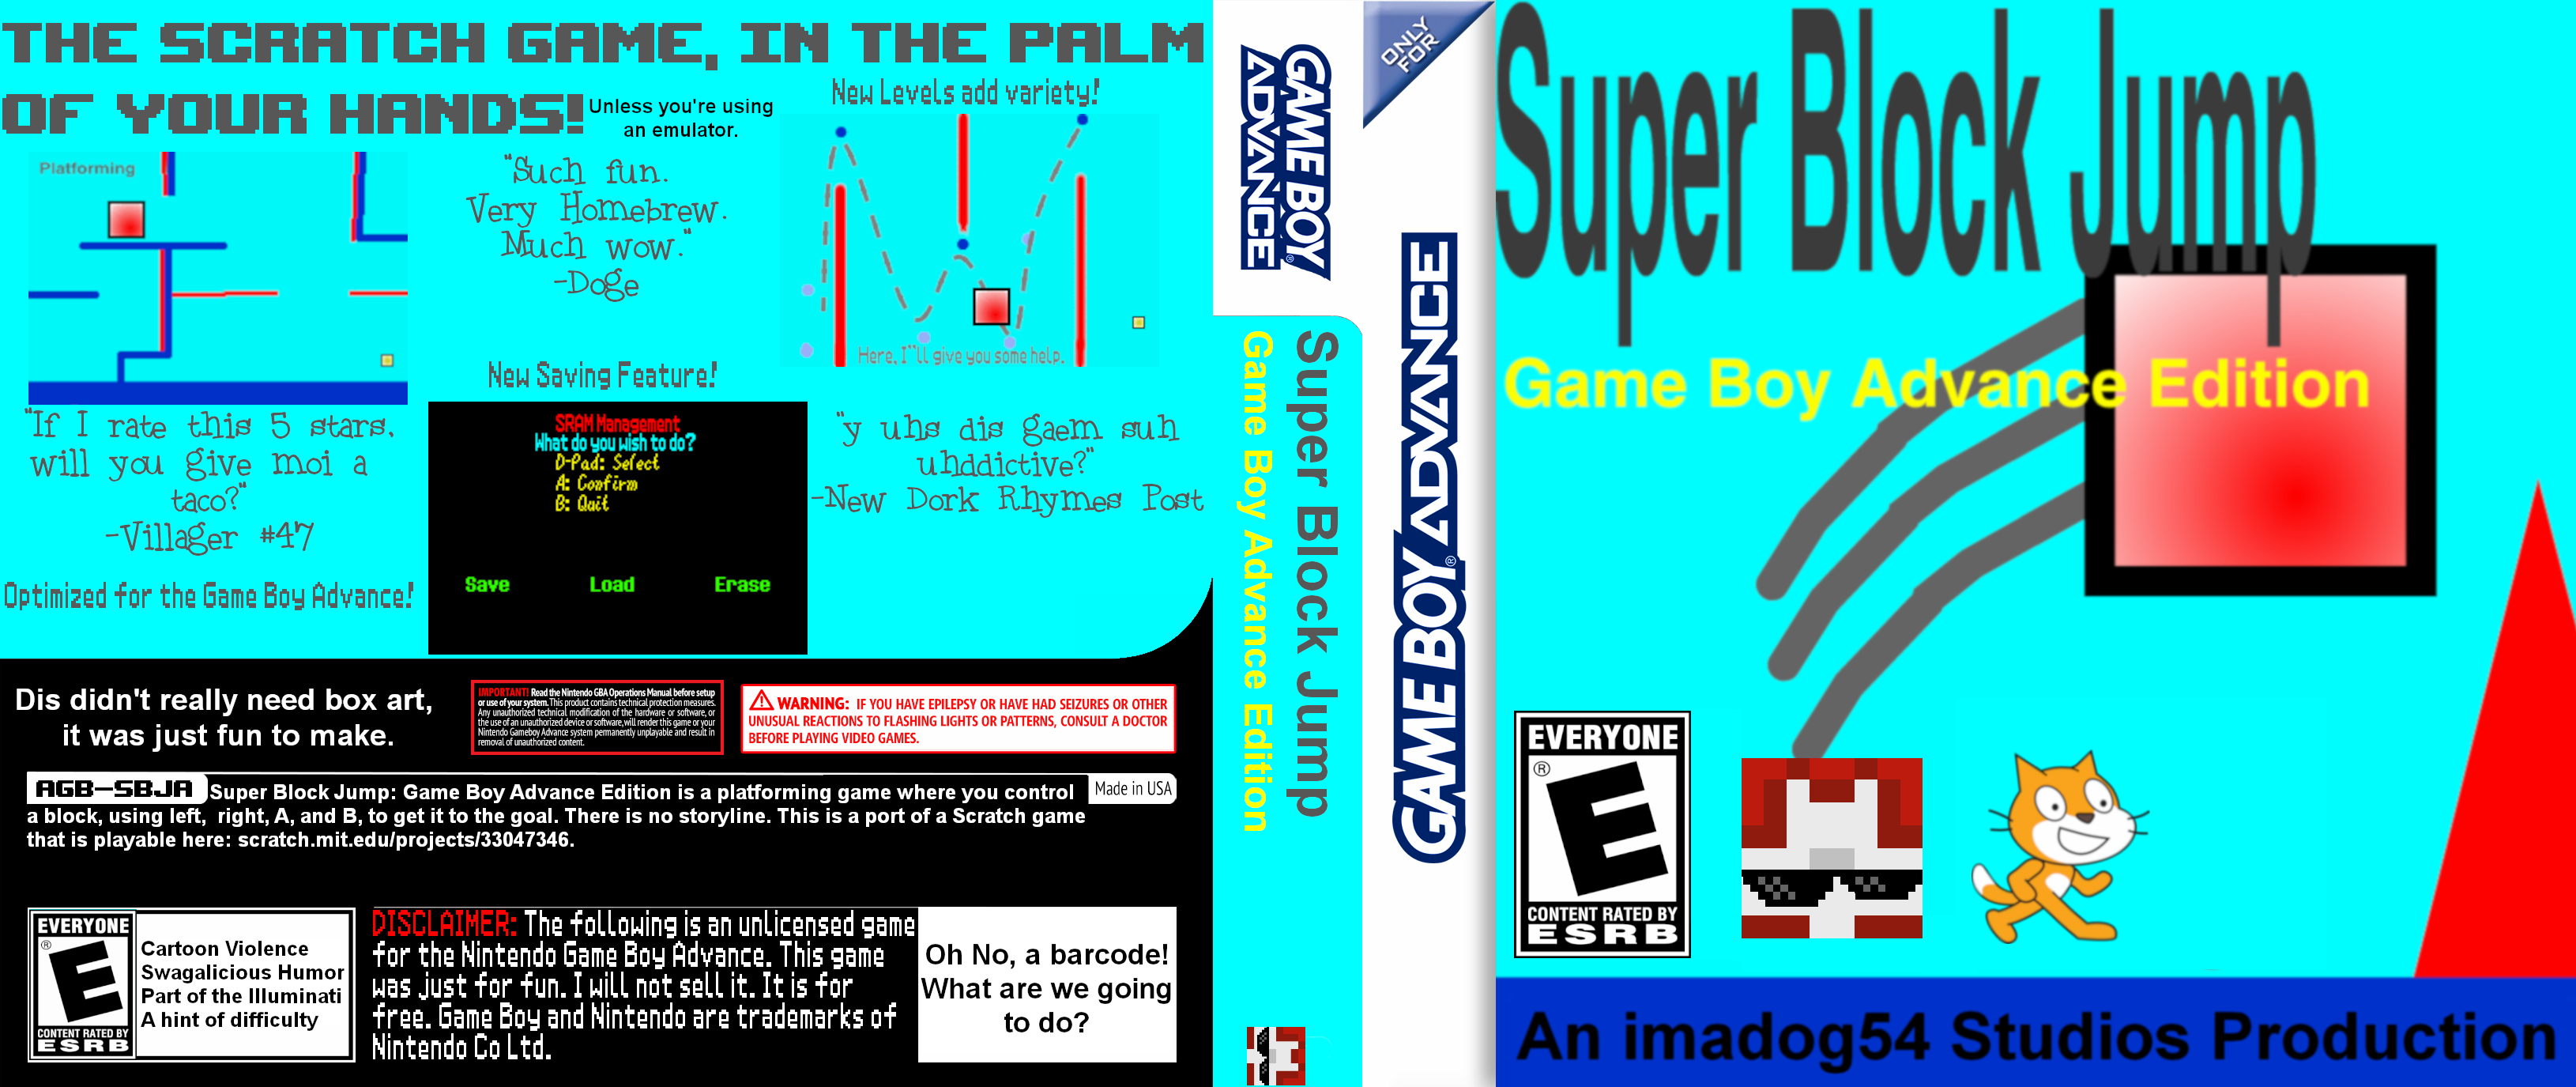 THE SCRATCH GAME, IN THE PALM
OF YOUR HANDS!
Unless you're using
an emulator.
Platforming
"Such fun.
Very Homebrew.
Much wow."
-Doge
New Levels add variety!
Here, I"ll give you some help.
"If I rate this 5 stars,
will you give moi a
taco?"
-Villager #47
Optimized for the Game Boy Advance!
New Saving Feature!
SRAM Management
What do you wish to do?
D-Pad: Select
A: Confirm
B: Quit
Save Load Erase
"y uhs dis gaem suh
uhddictive?"
-New Dork Rhymes Post
Dis didn't really need box art,
it was just fun to make.
IMPORTANT! Read the Nintendo GBA Operations Manual before setup
or use of your system. This product contains technical protection measures.
Any unauthorized technical modification of the hardware or software, or
the use of an unauthorized device or software, will render this game or your
Nintendo Gameboy Advance system permanently unplayable and result in
removal of unauthorized content.
WARNING: IF YOU HAVE EPILEPSY OR HAVE HAD SEIZURES OR OTHER
UNUSUAL REACTIONS TO FLASHING LIGHTS OR PATTERNS, CONSULT A DOCTOR
BEFORE PLAYING VIDEO GAMES.
AGB-SBJA
Made in USA
Super Block Jump: Game Boy Advance Edition is a platforming game where you control
a block, using left, right, A, and B, to get it to the goal. There is no storyline. This is a port of a Scratch game
that is playable here: scratch.mit.edu/projects/33047346.
EVERYONE
E ®
CONTENT RATED BY
ESRB
Cartoon Violence
Swagalicious Humor
Part of the Illuminati
A hint of difficulty
DISCLAIMER: The following is an unlicensed game
for the Nintendo Game Boy Advance. This game
was just for fun. I will not sell it. It is for
free. Game Boy and Nintendo are trademarks of
Nintendo Co Ltd.
Oh No, a barcode!
What are we going
to do?
GAME BOY®
ADVANCE
Super Block Jump
Game Boy Advance Edition
ONLY
FOR
GAME BOY® ADVANCE
Super Block Jump
Game Boy Advance Edition
EVERYONE
E ®
CONTENT RATED BY
ESRB
An imadog54 Studios Production